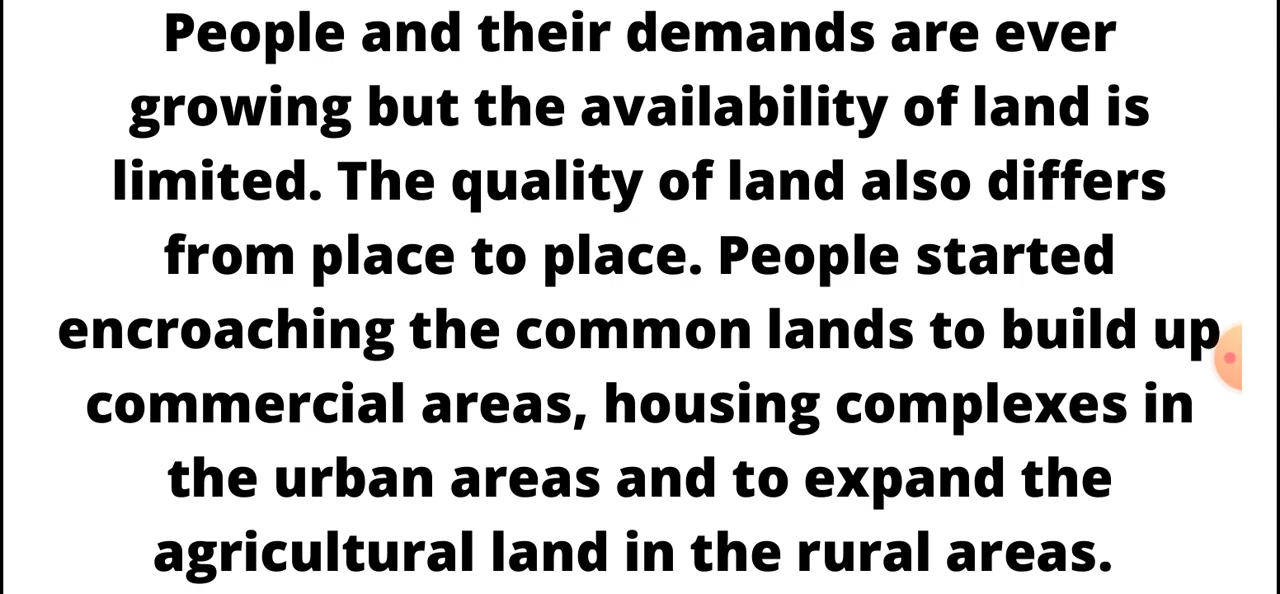 People and their demands are ever
growing but the availability of land is
limited. The quality of land also differs
from place to place. People started
encroaching the common lands to build up
commercial areas, housing complexes in
the urban areas and to expand the
agricultural land in the rural areas.